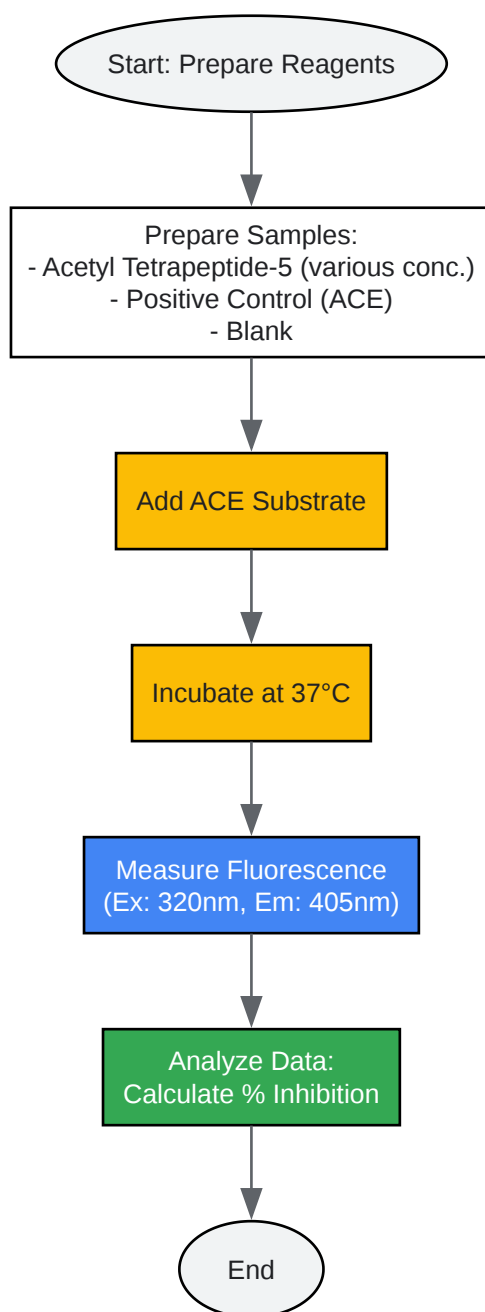 Start: Prepare Reagents
Prepare Samples:
- Acetyl Tetrapeptide-5 (various conc.)
- Positive Control (ACE)
- Blank
Add ACE Substrate
Incubate at 37°C
Measure Fluorescence
(Ex: 320nm, Em: 405nm)
Analyze Data:
Calculate % Inhibition
End